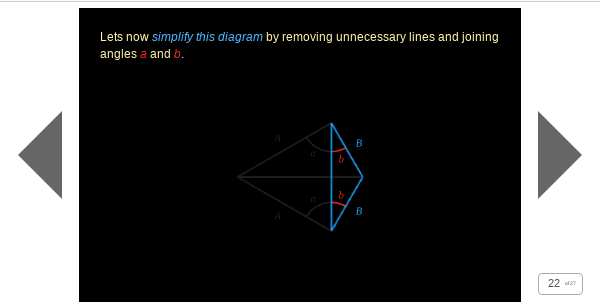 Lets now simplify this diagram by removing unnecessary lines and joining
angles a and b.
A
B
a
b
b
a
A
B
22 of 27